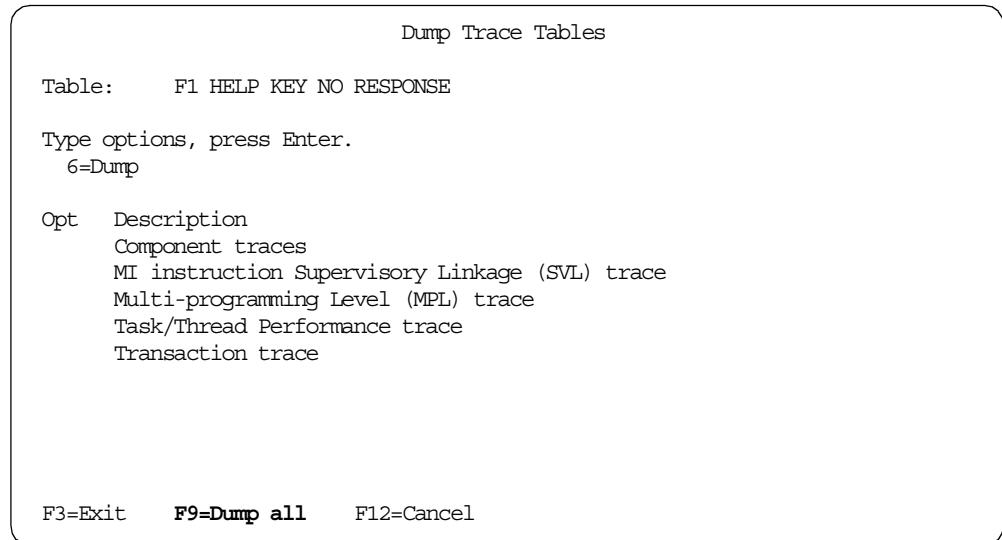 Dump Trace Tables
Table: F1 HELP KEY NO RESPONSE
Type options, press Enter.
6=Dump
Opt Description
Component traces
MI instruction Supervisory Linkage (SVL) trace
Multi-programming Level (MPL) trace
Task/Thread Performance trace
Transaction trace
F3=Exit F9=Dump all F12=Cancel